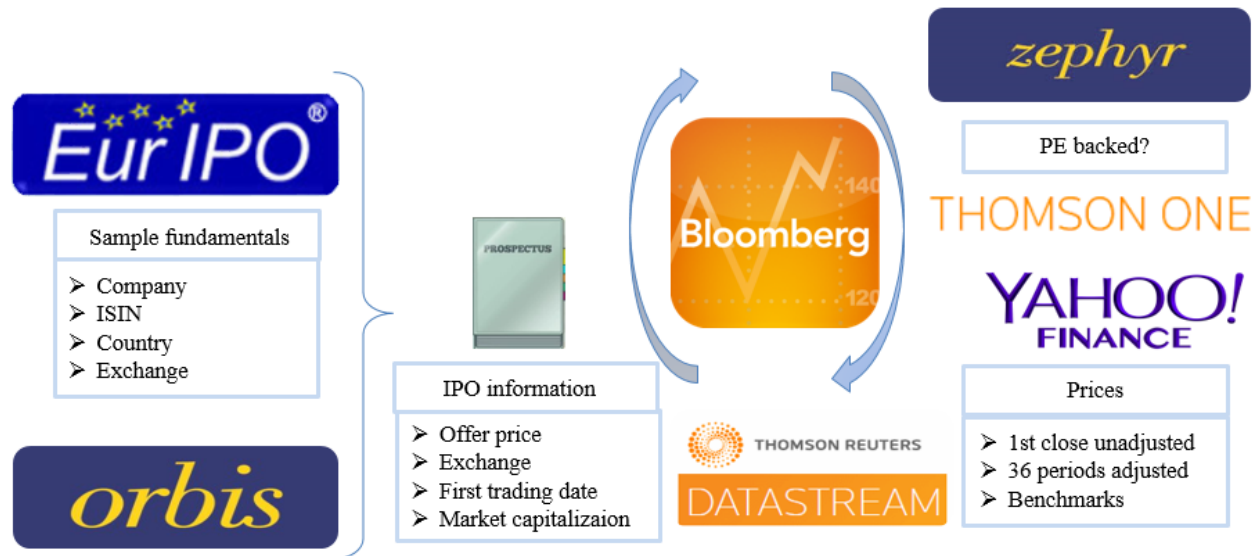 Eur IPO®
Sample fundamentals
➢ Company
➢ ISIN
➢ Country
➢ Exchange
orbis
PROSPECTUS
IPO information
➢ Offer price
➢ Exchange
➢ First trading date
➢ Market capitalizaion
140
Bloomberg
120
THOMSON REUTERS
DATASTREAM
zephyr
PE backed?
THOMSON ONE
YAHOO!
FINANCE
Prices
➢ 1st close unadjusted
➢ 36 periods adjusted
➢ Benchmarks